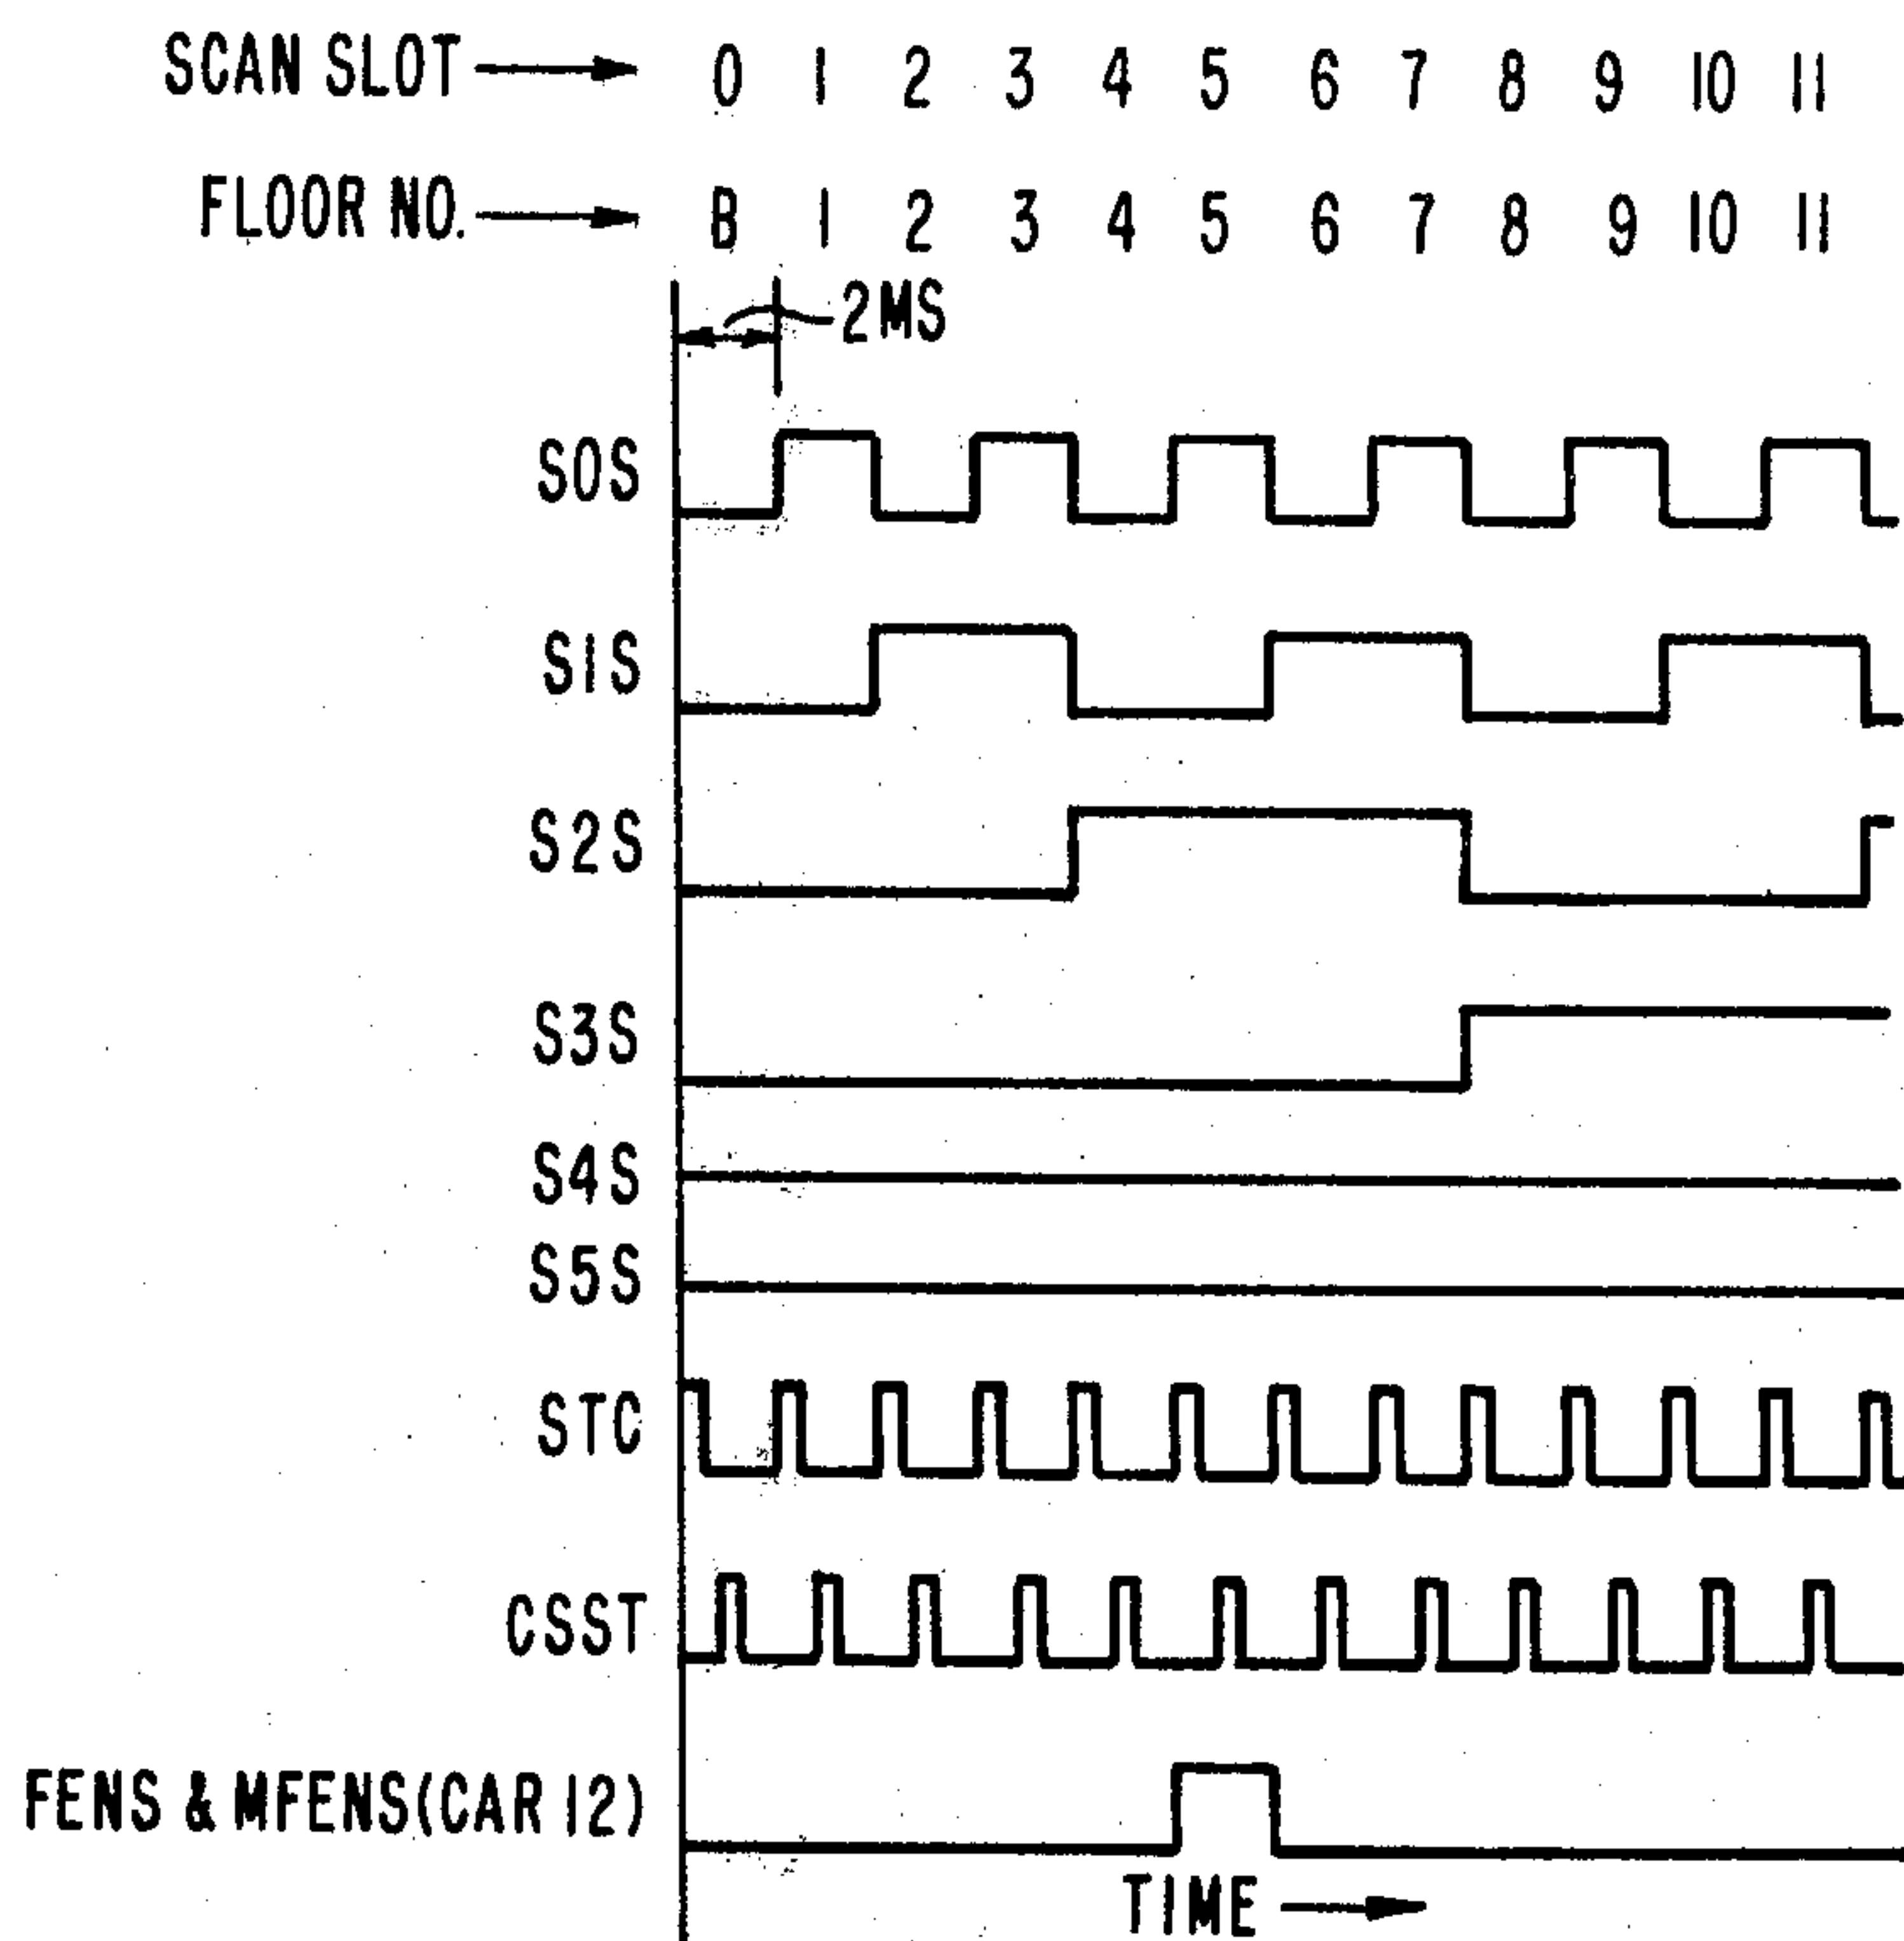 SCAN SLOT 0 1 2 3 4 5 6 7 8 9 10 11
FLOOR NO. B 1 2 3 4 5 6 7 8 9 10 11
2MS
S0S
S1S
S2S
S3S
S4S
S5S
STC
CSST
FENS & MFENS(CAR 12)
TIME